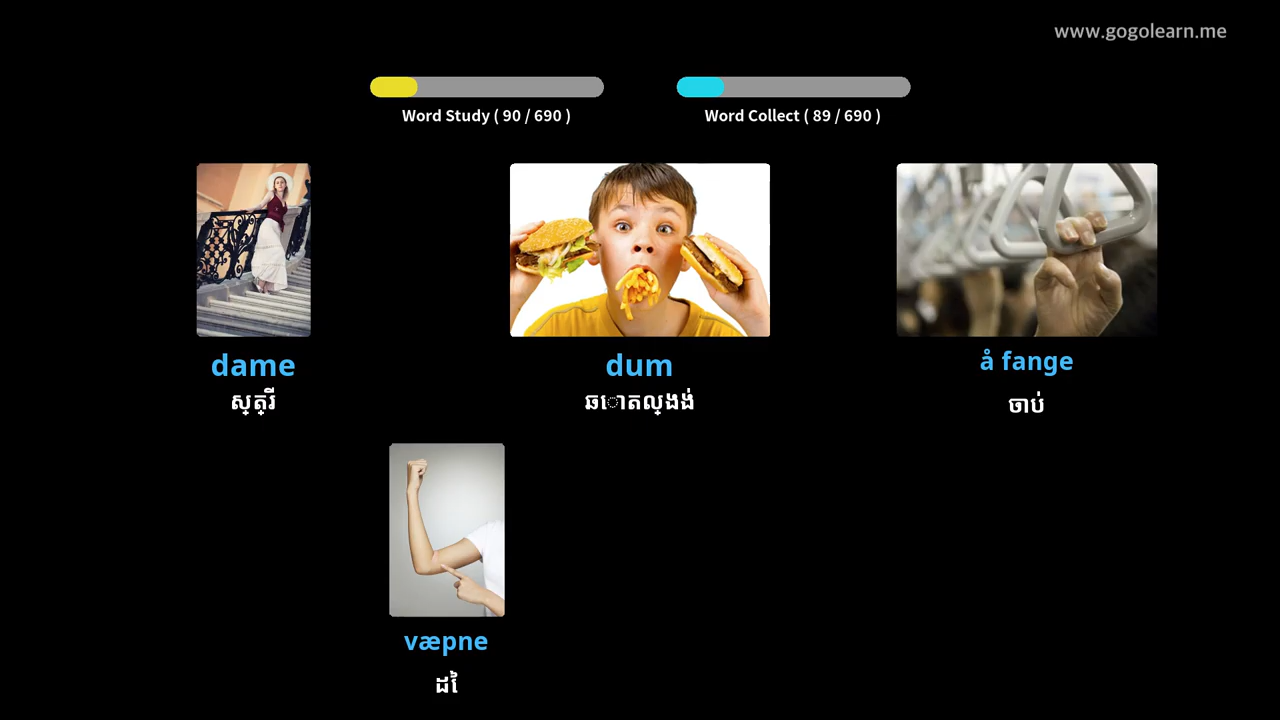 www.gogolearn.me
Word Study ( 90 / 690 )
Word Collect ( 89 / 690 )
dame
ស្ត្រី
dum
ឆោតល្ងង់
å fange
ចាប់
væpne
ដៃ